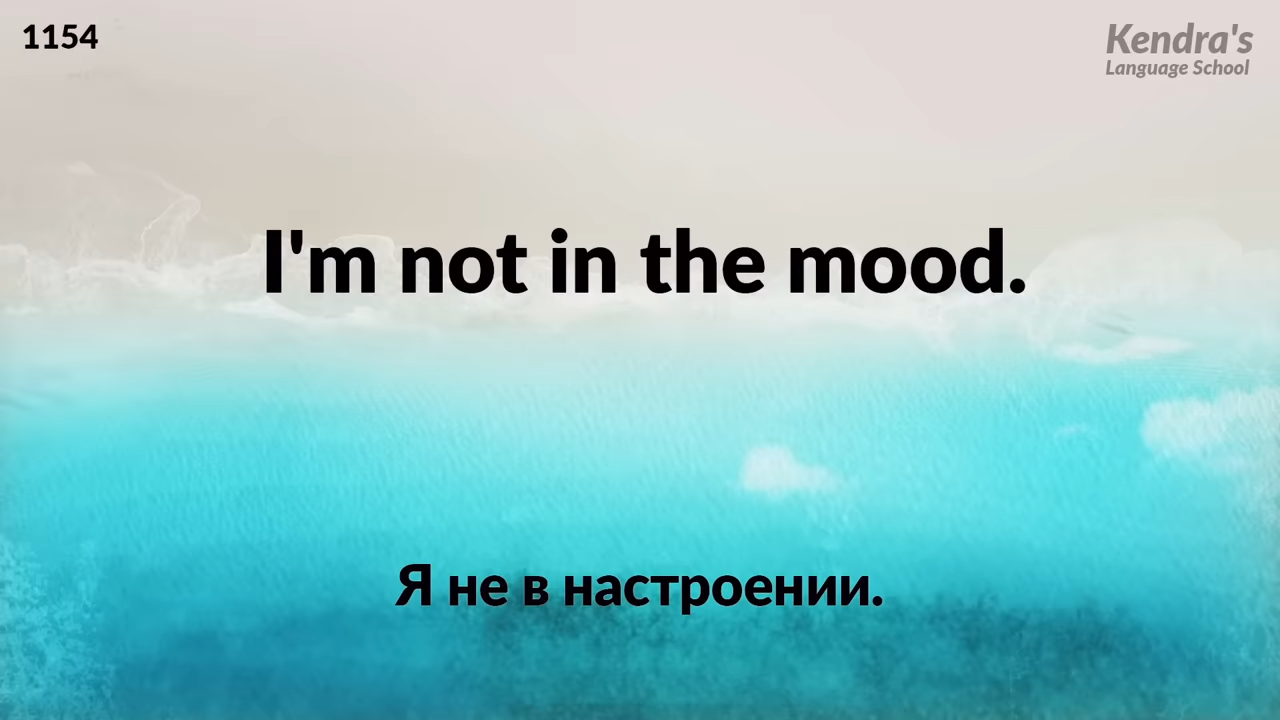 1154
Kendra's
Language School
I'm not in the mood.
Я не в настроении.